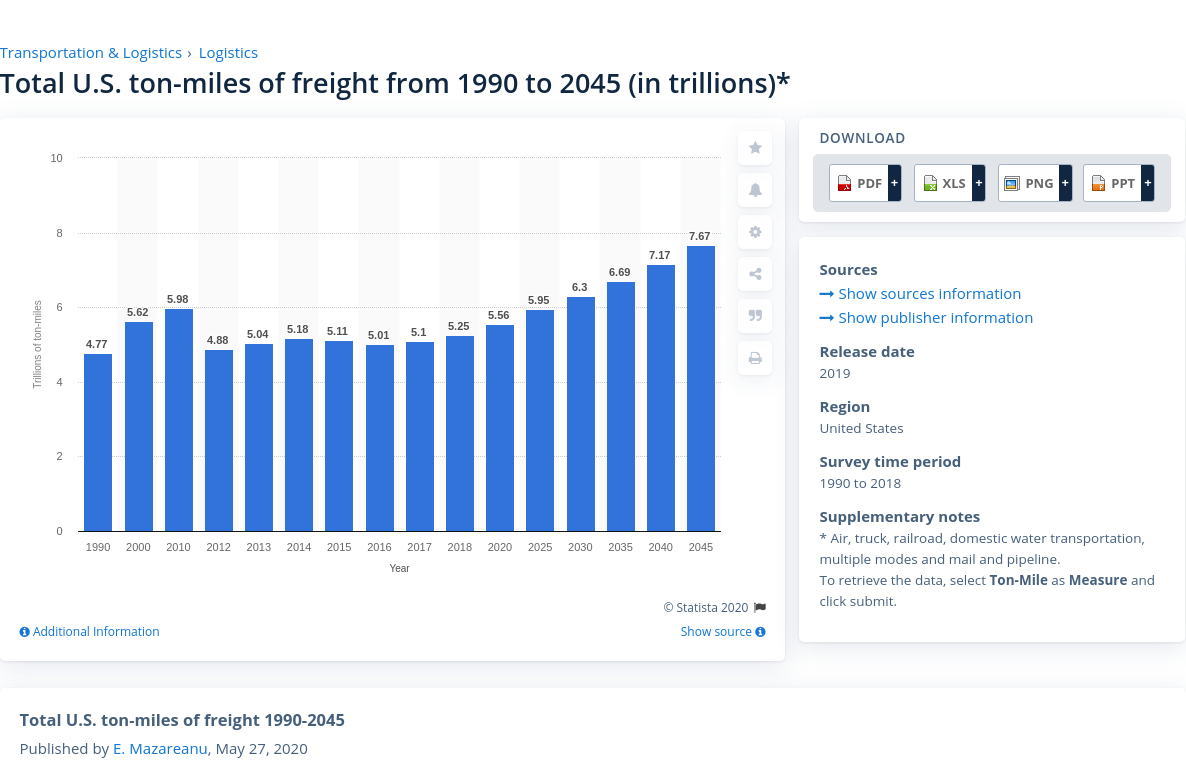 Transportation & Logistics › Logistics
Total U.S. ton-miles of freight from 1990 to 2045 (in trillions)*
10
8
6
4
2
0
Trillions of ton-miles
4.77
5.62
5.98
4.88
5.04
5.18
5.11
5.01
5.1
5.25
5.56
5.95
6.3
6.69
7.17
7.67
1990 2000 2010 2012 2013 2014 2015 2016 2017 2018 2020 2025 2030 2035 2040 2045
Year
© Statista 2020
Additional Information
Show source
DOWNLOAD
PDF + XLS + PNG + PPT +
Sources
Show sources information
Show publisher information
Release date
2019
Region
United States
Survey time period
1990 to 2018
Supplementary notes
* Air, truck, railroad, domestic water transportation,
multiple modes and mail and pipeline.
To retrieve the data, select Ton-Mile as Measure and
click submit.
Total U.S. ton-miles of freight 1990-2045
Published by E. Mazareanu, May 27, 2020